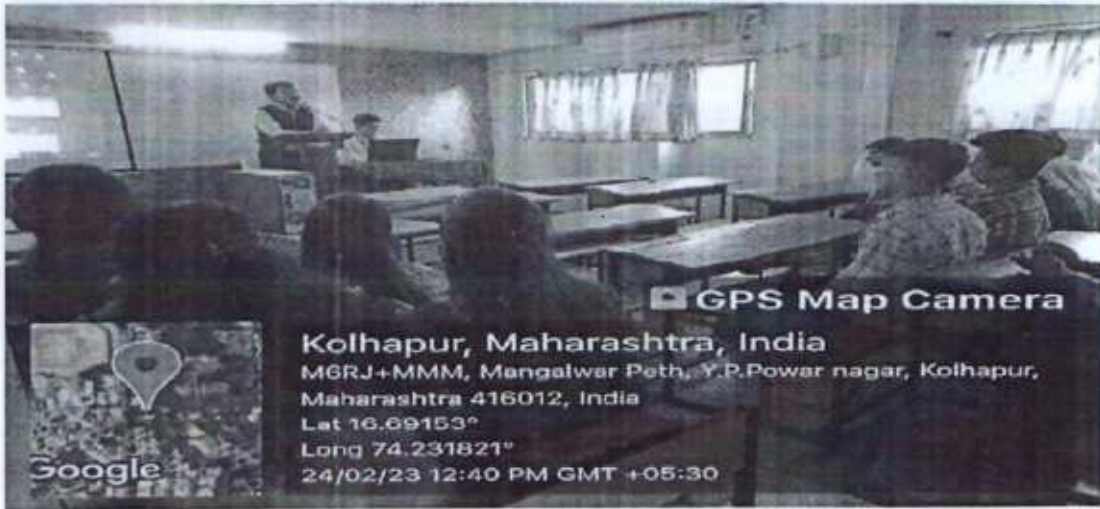 GPS Map Camera
Kolhapur, Maharashtra, India
M6RJ+MMM, Mangalwar Peth, Y.P.Powar nagar, Kolhapur,
Maharashtra 416012, India
Lat 16.69153°
Long 74.231821°
24/02/23 12:40 PM GMT +05:30
Google